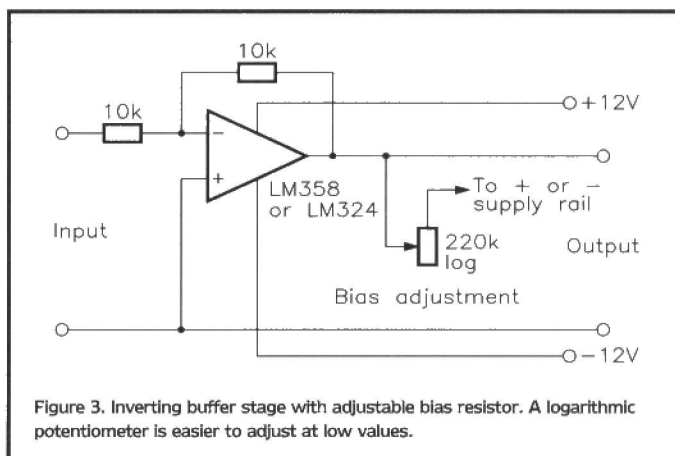 10k
10k
+12V
−
+
LM358
or LM324
To + or −
supply rail
Input
220k
log
Output
Bias adjustment
−12V
Figure 3. Inverting buffer stage with adjustable bias resistor. A logarithmic
potentiometer is easier to adjust at low values.